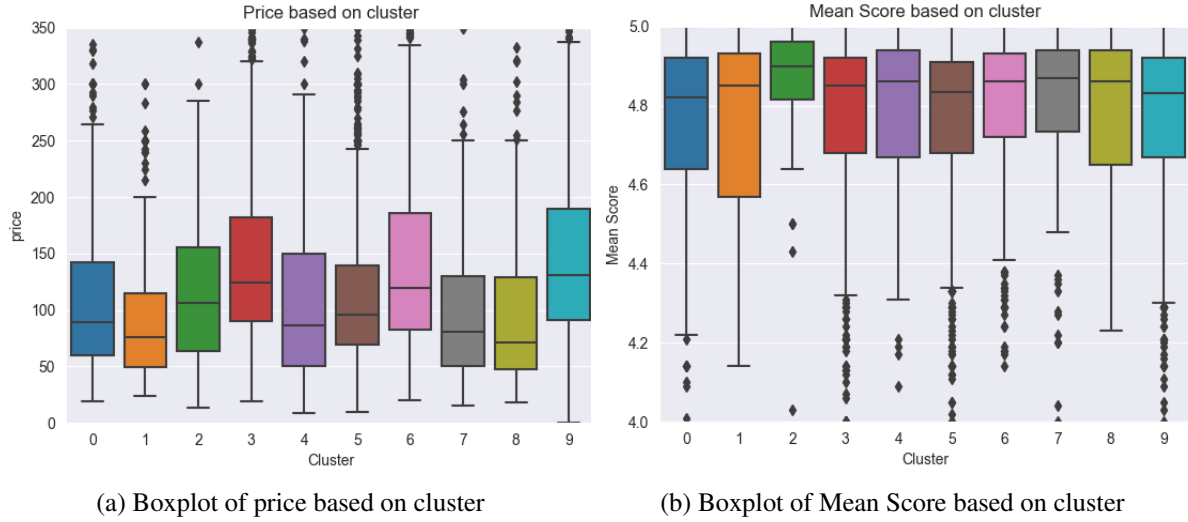 Price based on cluster
350
300
250
200
150
100
50
0
price
0 1 2 3 4 5 6 7 8 9
Cluster
(a) Boxplot of price based on cluster
Mean Score based on cluster
5.0
4.8
4.6
4.4
4.2
4.0
Mean Score
0 1 2 3 4 5 6 7 8 9
Cluster
(b) Boxplot of Mean Score based on cluster